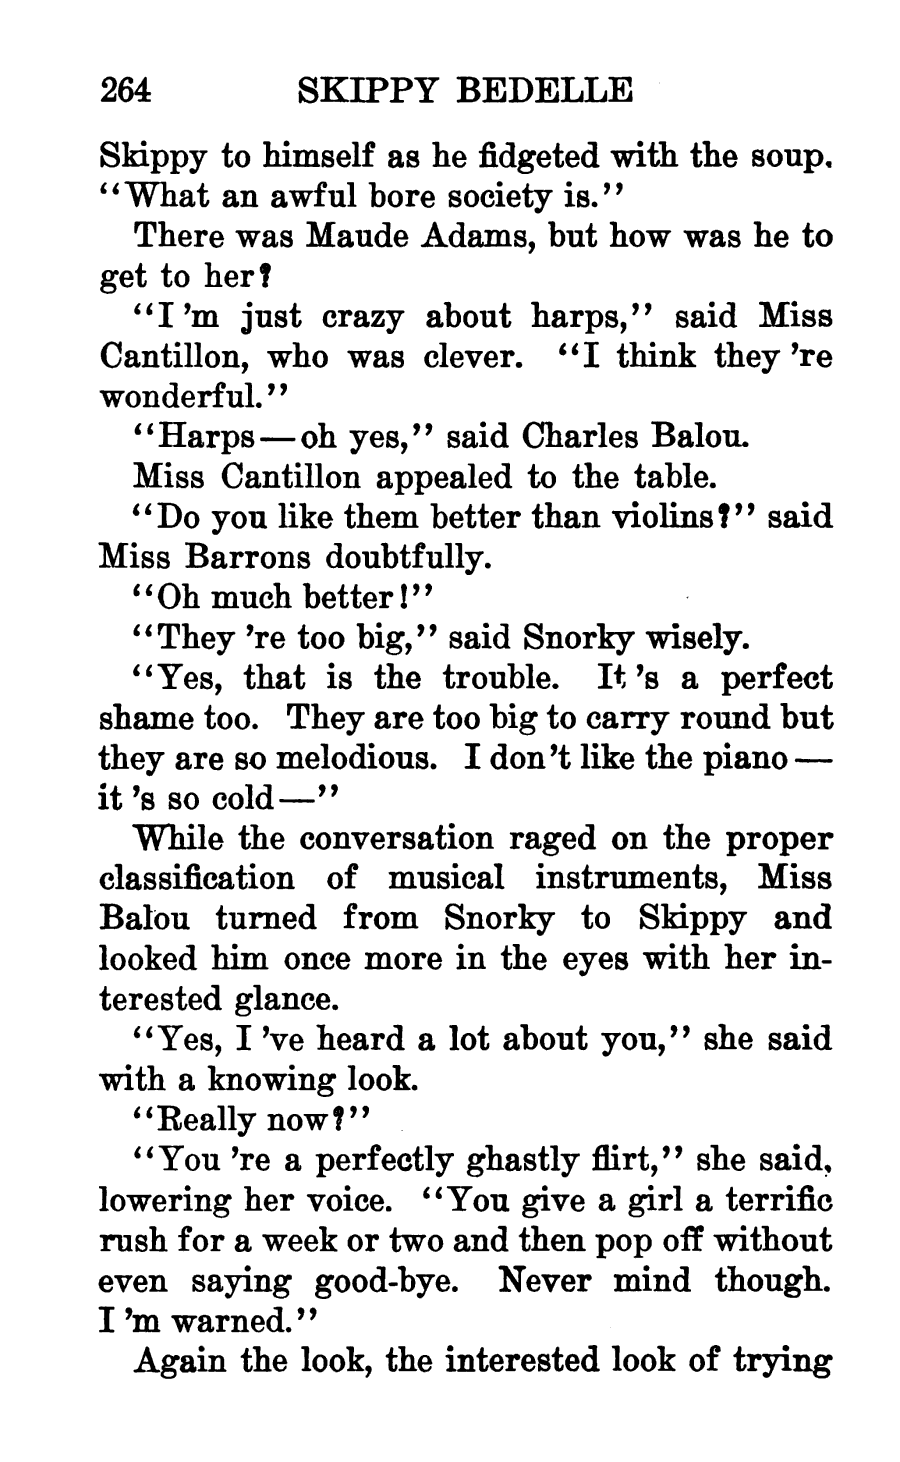 264 SKIPPY BEDELLE
Skippy to himself as he fidgeted with the soup.
“What an awful bore society is.”
There was Maude Adams, but how was he to
get to her?
“I ’m just crazy about harps,” said Miss
Cantillon, who was clever. “I think they ’re
wonderful.”
“Harps—oh yes,” said Charles Balou.
Miss Cantillon appealed to the table.
“Do you like them better than violins?” said
Miss Barrons doubtfully.
“Oh much better!”
“They ’re too big,” said Snorky wisely.
“Yes, that is the trouble. It ’s a perfect
shame too. They are too big to carry round but
they are so melodious. I don’t like the piano—
it ’s so cold—”
While the conversation raged on the proper
classification of musical instruments, Miss
Balou turned from Snorky to Skippy and
looked him once more in the eyes with her in-
terested glance.
“Yes, I ’ve heard a lot about you,” she said
with a knowing look.
“Really now?”
“You ’re a perfectly ghastly flirt,” she said,
lowering her voice. “You give a girl a terrific
rush for a week or two and then pop off without
even saying good-bye. Never mind though.
I ’m warned.”
Again the look, the interested look of trying